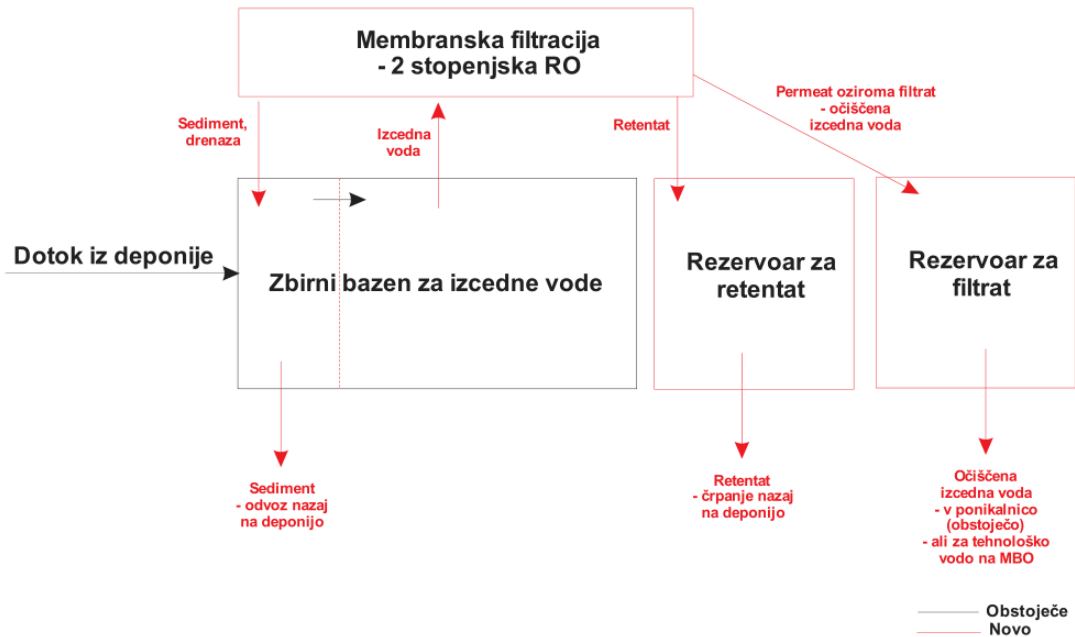 Membranska filtracija
- 2 stopenjska RO
Sediment,
drenaza
Izcedna
voda
Retentat
Permeat oziroma filtrat
- očiščena
izcedna voda
Dotok iz deponije
Zbirni bazen za izcedne vode
Rezervoar za
retentat
Rezervoar za
filtrat
Sediment
- odvoz nazaj
na deponijo
Retentat
- črpanje nazaj
na deponijo
Očiščena
izcedna voda
- v ponikalnico
(obstoječo)
- ali za tehnološko
vodo na MBO
Obstoječe
Novo